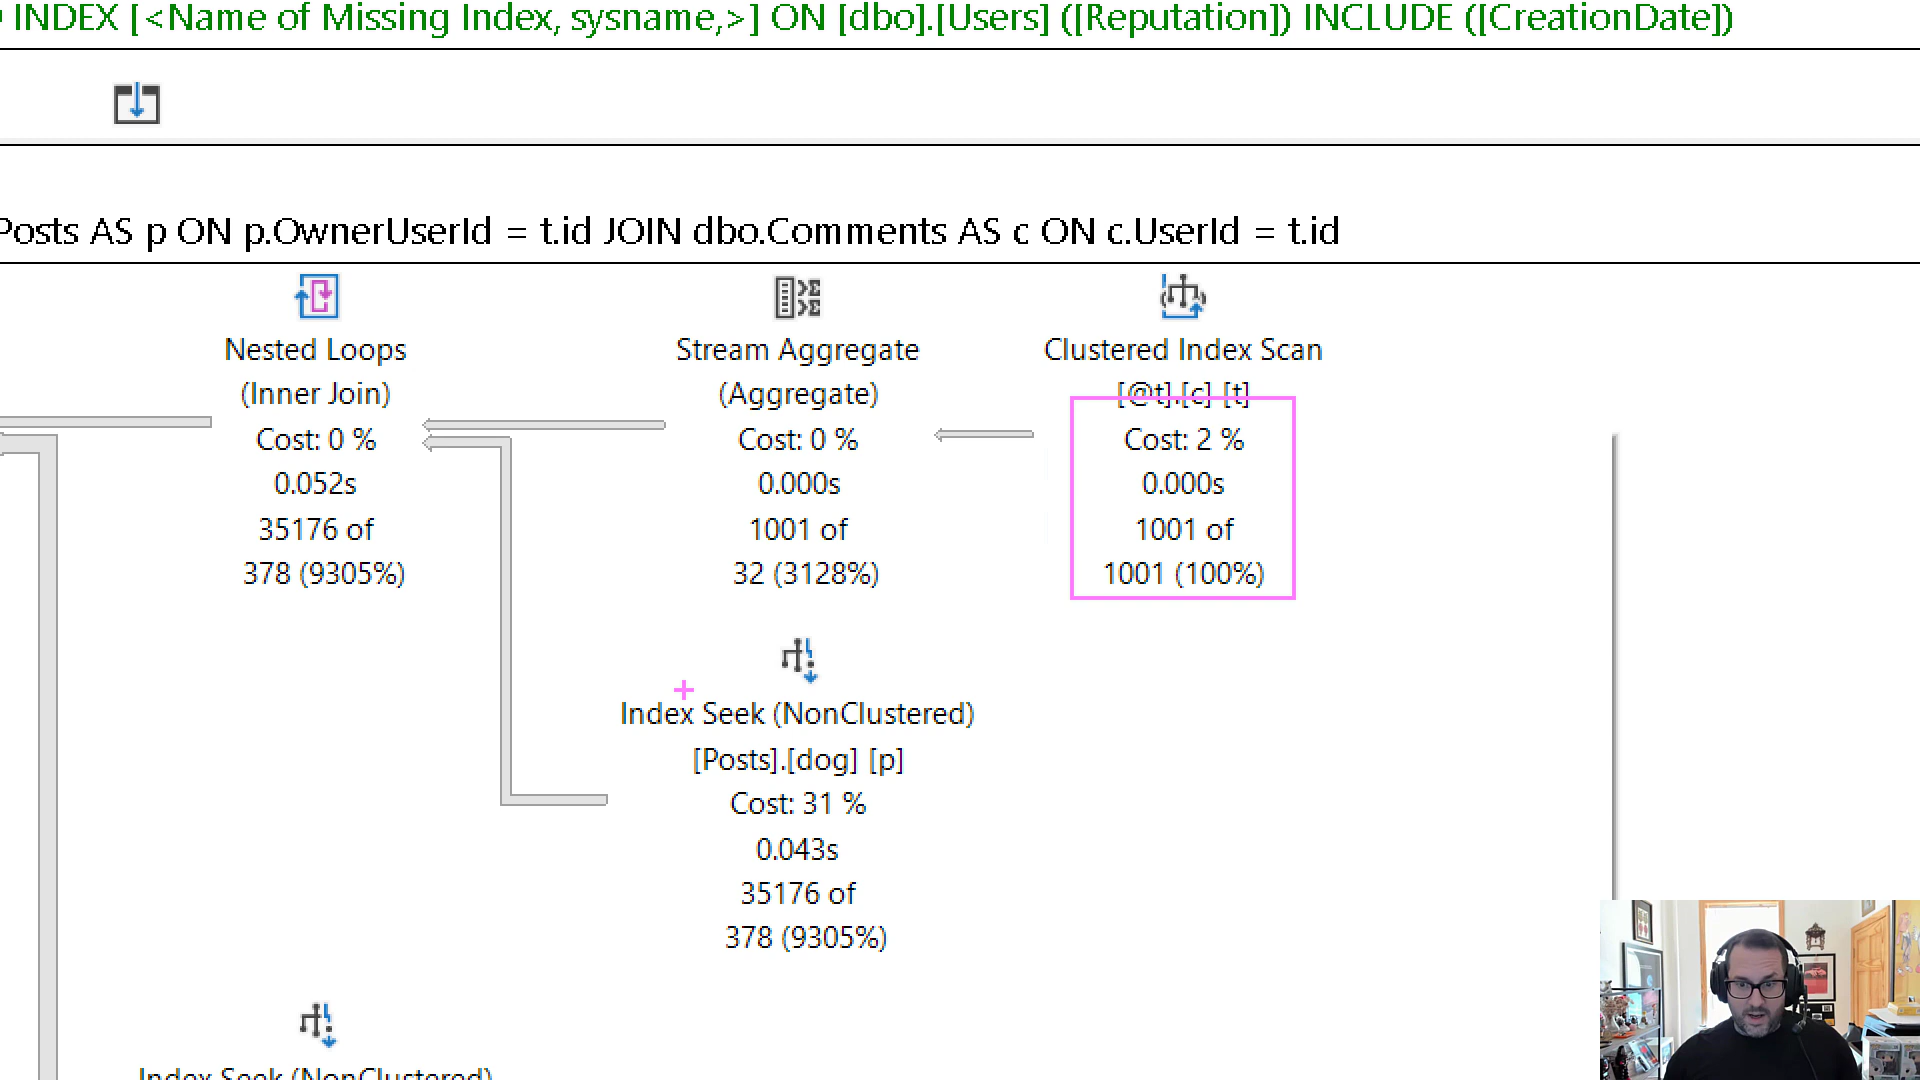 INDEX [<Name of Missing Index, sysname,>] ON [dbo].[Users] ([Reputation]) INCLUDE ([CreationDate])
Posts AS p ON p.OwnerUserId = t.id JOIN dbo.Comments AS c ON c.UserId = t.id
Nested Loops
(Inner Join)
Cost: 0 %
0.052s
35176 of
378 (9305%)
Stream Aggregate
(Aggregate)
Cost: 0 %
0.000s
1001 of
32 (3128%)
Clustered Index Scan
[@t].[c] [t]
Cost: 2 %
0.000s
1001 of
1001 (100%)
Index Seek (NonClustered)
[Posts].[dog] [p]
Cost: 31 %
0.043s
35176 of
378 (9305%)
Index Seek (NonClustered)